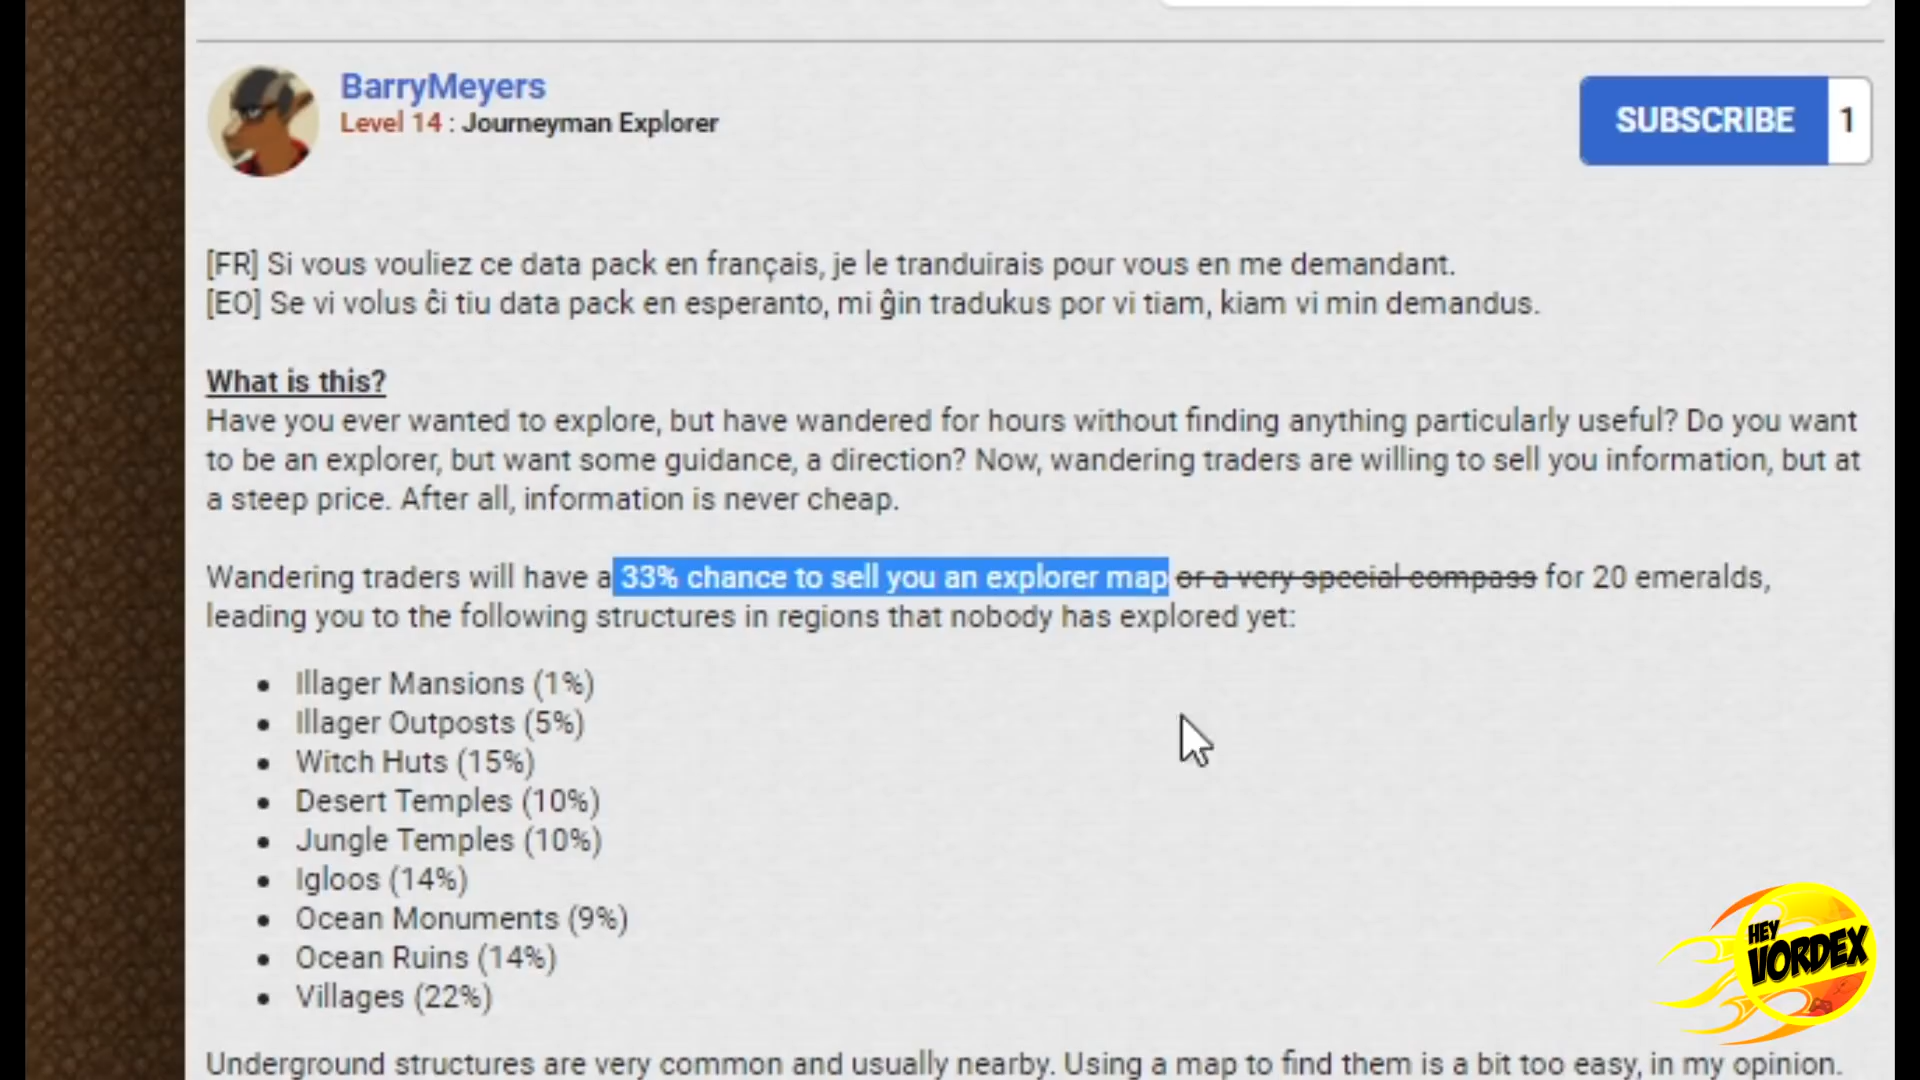 BarryMeyers
Level 14 : Journeyman Explorer
SUBSCRIBE 1
[FR] Si vous vouliez ce data pack en français, je le tranduirais pour vous en me demandant.
[EO] Se vi volus ĉi tiu data pack en esperanto, mi ĝin tradukus por vi tiam, kiam vi min demandus.
What is this?
Have you ever wanted to explore, but have wandered for hours without finding anything particularly useful? Do you want
to be an explorer, but want some guidance, a direction? Now, wandering traders are willing to sell you information, but at
a steep price. After all, information is never cheap.
Wandering traders will have a 33% chance to sell you an explorer map or a very special compass for 20 emeralds,
leading you to the following structures in regions that nobody has explored yet:
• Illager Mansions (1%)
• Illager Outposts (5%)
• Witch Huts (15%)
• Desert Temples (10%)
• Jungle Temples (10%)
• Igloos (14%)
• Ocean Monuments (9%)
• Ocean Ruins (14%)
• Villages (22%)
HEY
VORDEX
Underground structures are very common and usually nearby. Using a map to find them is a bit too easy, in my opinion.